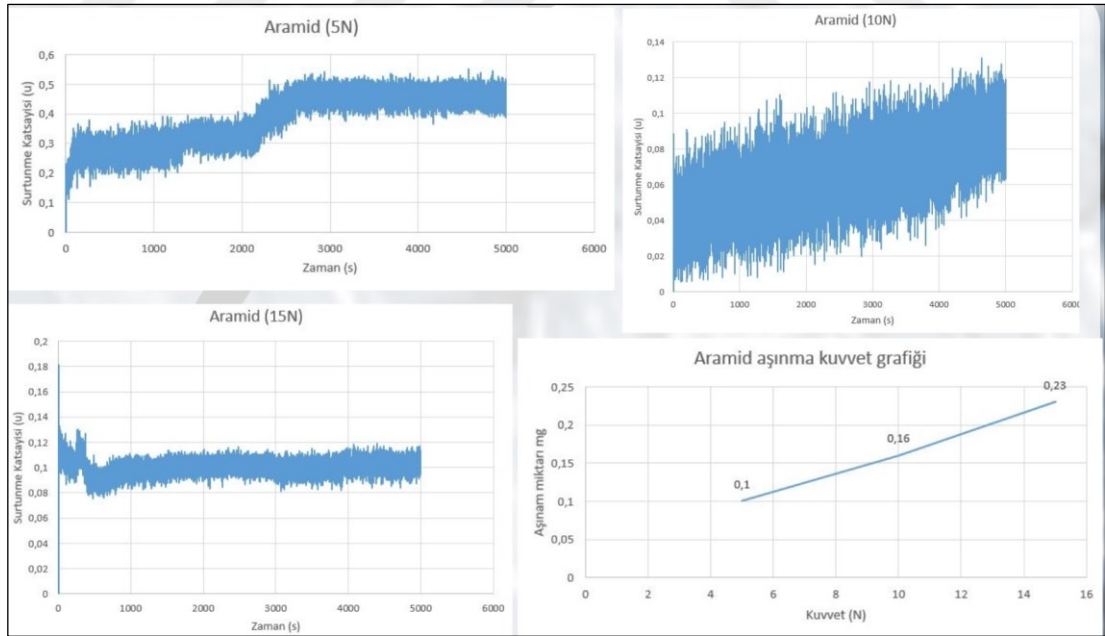 Aramid (5N)
0,6
0,5
0,4
0,3
0,2
0,1
0
0 1000 2000 3000 4000 5000 6000
Surtunme Katsayisi (u)
Zaman (s)
Aramid (10N)
0,14
0,12
0,1
0,08
0,06
0,04
0,02
0
0 1000 2000 3000 4000 5000 6000
Surtunme Katsayisi (u)
Zaman (s)
Aramid (15N)
0,2
0,18
0,16
0,14
0,12
0,1
0,08
0,06
0,04
0,02
0
0 1000 2000 3000 4000 5000 6000
Surtunme Katsayisi (u)
Zaman (s)
Aramid aşınma kuvvet grafiği
0,25
0,2
0,15
0,1
0,05
0
0,1
0,16
0,23
0 2 4 6 8 10 12 14 16
Aşınam miktarı mg
Kuvvet (N)